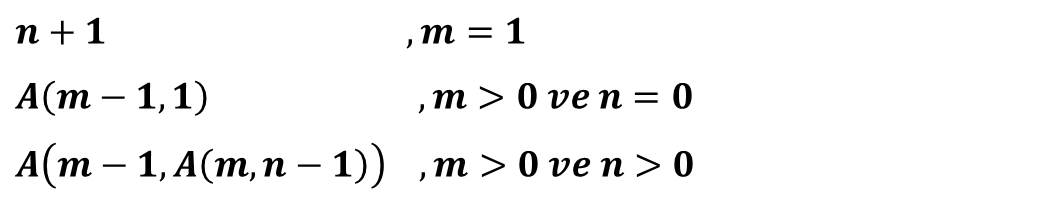 n + 1 , m = 1
A(m − 1, 1) , m > 0 ve n = 0
A(m − 1, A(m, n − 1)) , m > 0 ve n > 0